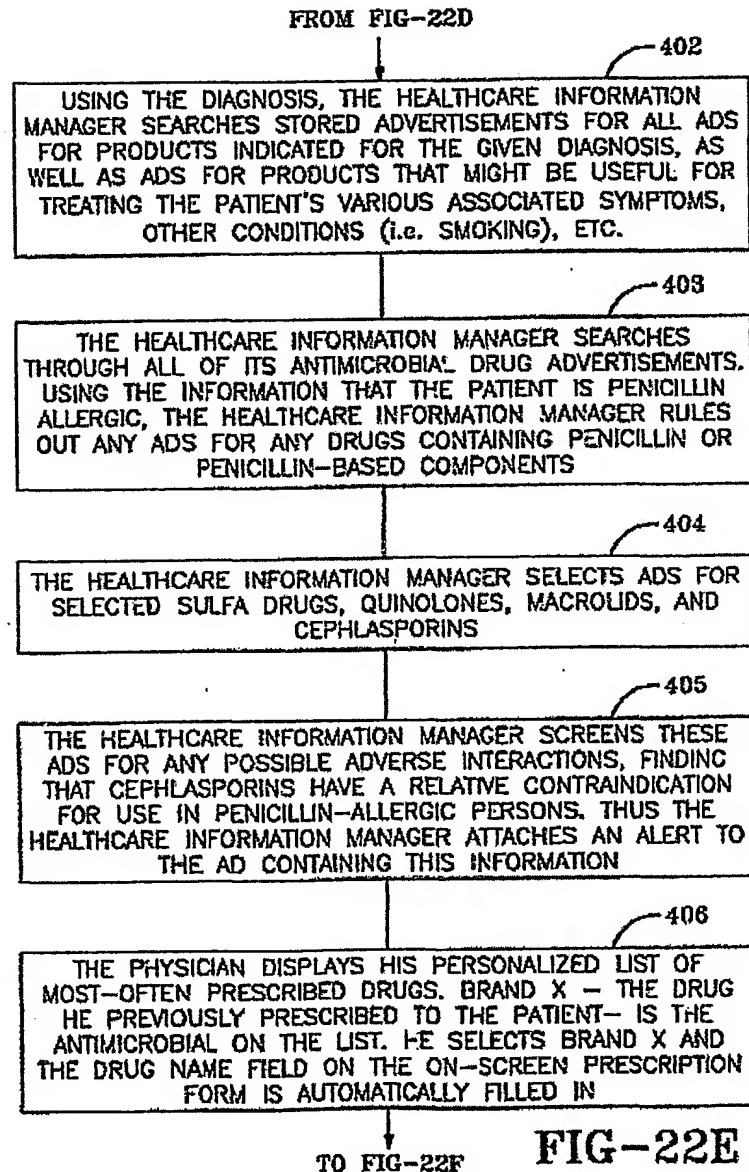 FROM FIG-22D
402
USING THE DIAGNOSIS, THE HEALTHCARE INFORMATION
MANAGER SEARCHES STORED ADVERTISEMENTS FOR ALL ADS
FOR PRODUCTS INDICATED FOR THE GIVEN DIAGNOSIS, AS
WELL AS ADS FOR PRODUCTS THAT MIGHT BE USEFUL FOR
TREATING THE PATIENT'S VARIOUS ASSOCIATED SYMPTOMS,
OTHER CONDITIONS (i.e. SMOKING), ETC.
403
THE HEALTHCARE INFORMATION MANAGER SEARCHES
THROUGH ALL OF ITS ANTIMICROBIAL DRUG ADVERTISEMENTS.
USING THE INFORMATION THAT THE PATIENT IS PENICILLIN
ALLERGIC, THE HEALTHCARE INFORMATION MANAGER RULES
OUT ANY ADS FOR ANY DRUGS CONTAINING PENICILLIN OR
PENICILLIN-BASED COMPONENTS
404
THE HEALTHCARE INFORMATION MANAGER SELECTS ADS FOR
SELECTED SULFA DRUGS, QUINOLONES, MACROLIDS, AND
CEPHLASPORINS
405
THE HEALTHCARE INFORMATION MANAGER SCREENS THESE
ADS FOR ANY POSSIBLE ADVERSE INTERACTIONS, FINDING
THAT CEPHLASPORINS HAVE A RELATIVE CONTRAINDICATION
FOR USE IN PENICILLIN-ALLERGIC PERSONS. THUS THE
HEALTHCARE INFORMATION MANAGER ATTACHES AN ALERT TO
THE AD CONTAINING THIS INFORMATION
406
THE PHYSICIAN DISPLAYS HIS PERSONALIZED LIST OF
MOST-OFTEN PRESCRIBED DRUGS. BRAND X - THE DRUG
HE PREVIOUSLY PRESCRIBED TO THE PATIENT- IS THE
ANTIMICROBIAL ON THE LIST. HE SELECTS BRAND X AND
THE DRUG NAME FIELD ON THE ON-SCREEN PRESCRIPTION
FORM IS AUTOMATICALLY FILLED IN
TO FIG-22F
FIG-22E